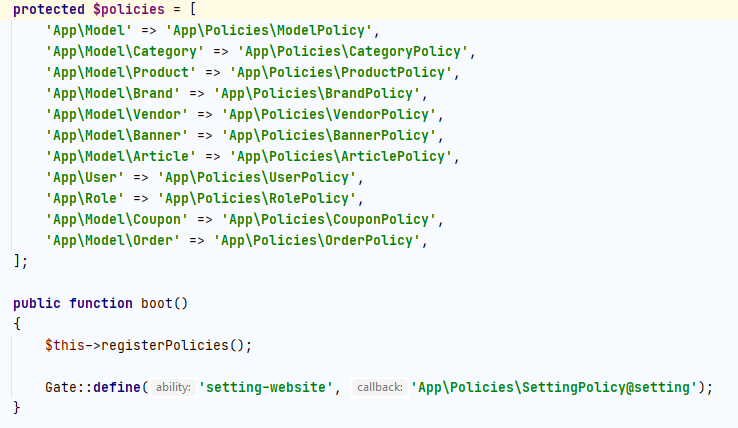 protected $policies = [
    'App\Model' => 'App\Policies\ModelPolicy',
    'App\Model\Category' => 'App\Policies\CategoryPolicy',
    'App\Model\Product' => 'App\Policies\ProductPolicy',
    'App\Model\Brand' => 'App\Policies\BrandPolicy',
    'App\Model\Vendor' => 'App\Policies\VendorPolicy',
    'App\Model\Banner' => 'App\Policies\BannerPolicy',
    'App\Model\Article' => 'App\Policies\ArticlePolicy',
    'App\User' => 'App\Policies\UserPolicy',
    'App\Role' => 'App\Policies\RolePolicy',
    'App\Model\Coupon' => 'App\Policies\CouponPolicy',
    'App\Model\Order' => 'App\Policies\OrderPolicy',
];
public function boot()
{
    $this->registerPolicies();
    Gate::define( ability: 'setting-website', callback: 'App\Policies\SettingPolicy@setting');
}